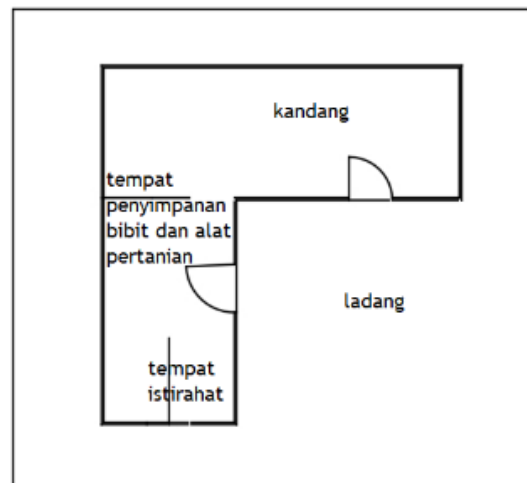 kandang
tempat
penyimpanan
bibit dan alat
pertanian
ladang
tempat
istirahat